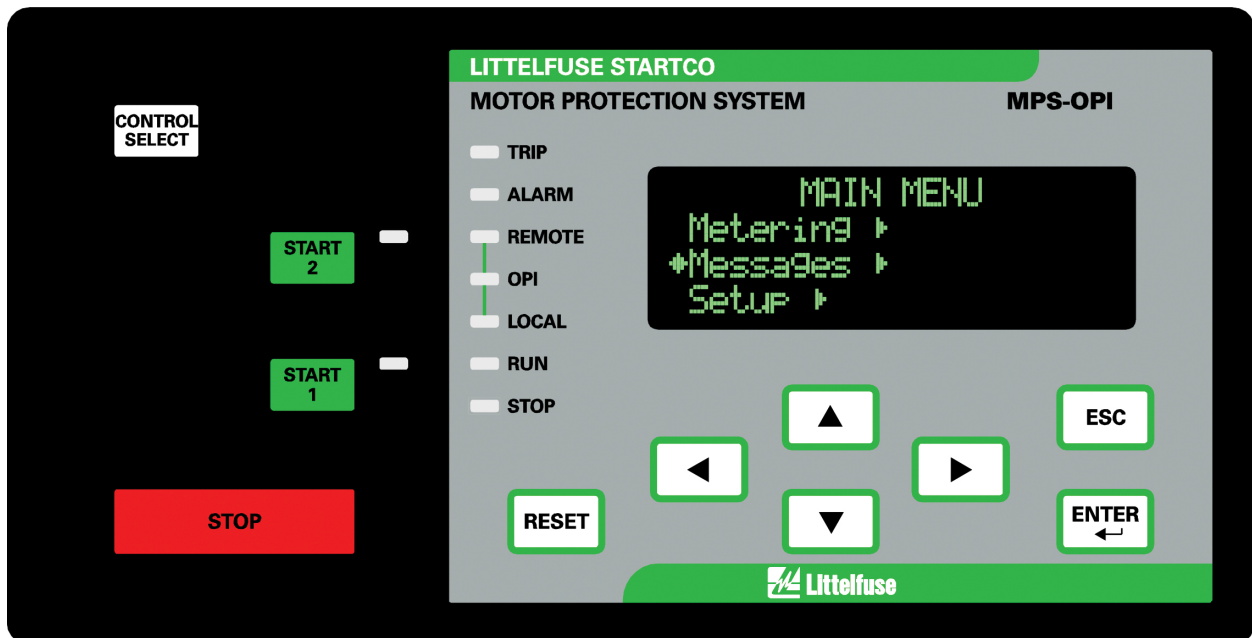 LITTELFUSE STARTCO
MOTOR PROTECTION SYSTEM
MPS-OPI
CONTROL
SELECT
START
2
START
1
STOP
TRIP
ALARM
REMOTE
OPI
LOCAL
RUN
STOP
MAIN MENU
Metering
Messages
Setup
RESET
ESC
ENTER
Littelfuse